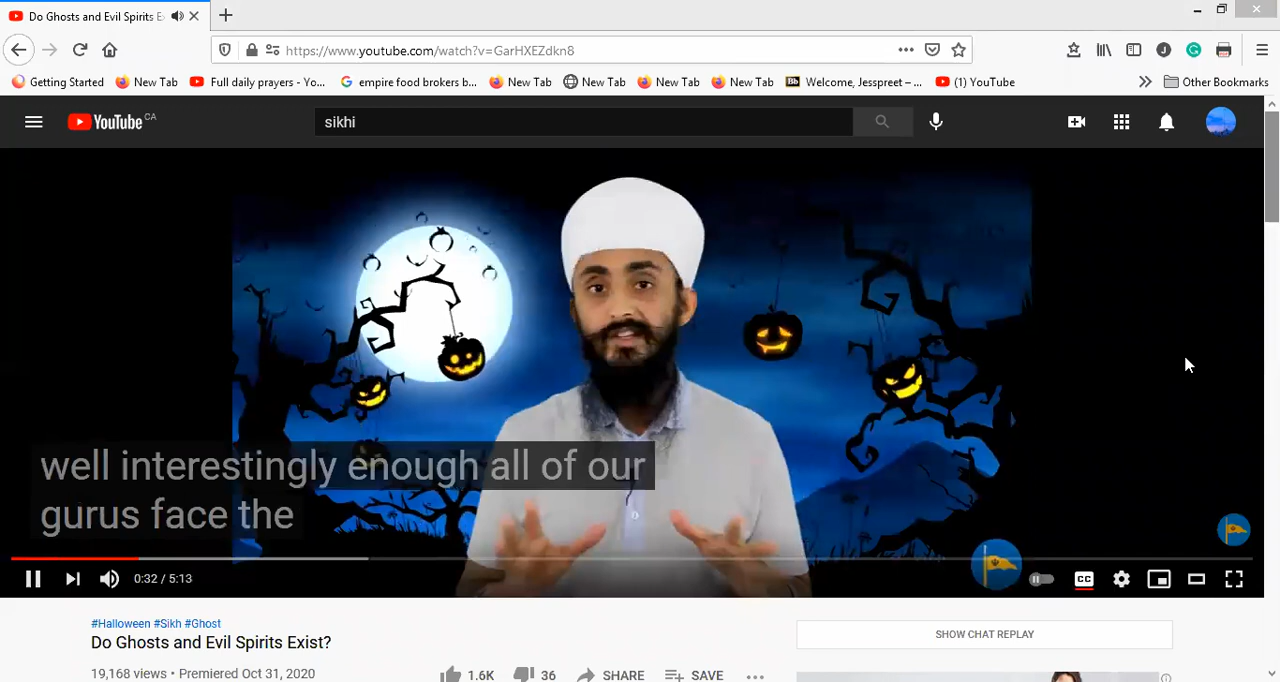 Do Ghosts and Evil Spirits E
https://www.youtube.com/watch?v=GarHXEZdkn8
Getting Started
New Tab
Full daily prayers - Yo...
empire food brokers b...
New Tab
New Tab
New Tab
New Tab
Bb
Welcome, Jesspreet – ...
(1) YouTube
Other Bookmarks
YouTube CA
sikhi
well interestingly enough all of our
gurus face the
0:32 / 5:13
CC
#Halloween #Sikh #Ghost
Do Ghosts and Evil Spirits Exist?
19,168 views • Premiered Oct 31, 2020
1.6K
36
SHARE
SAVE
SHOW CHAT REPLAY